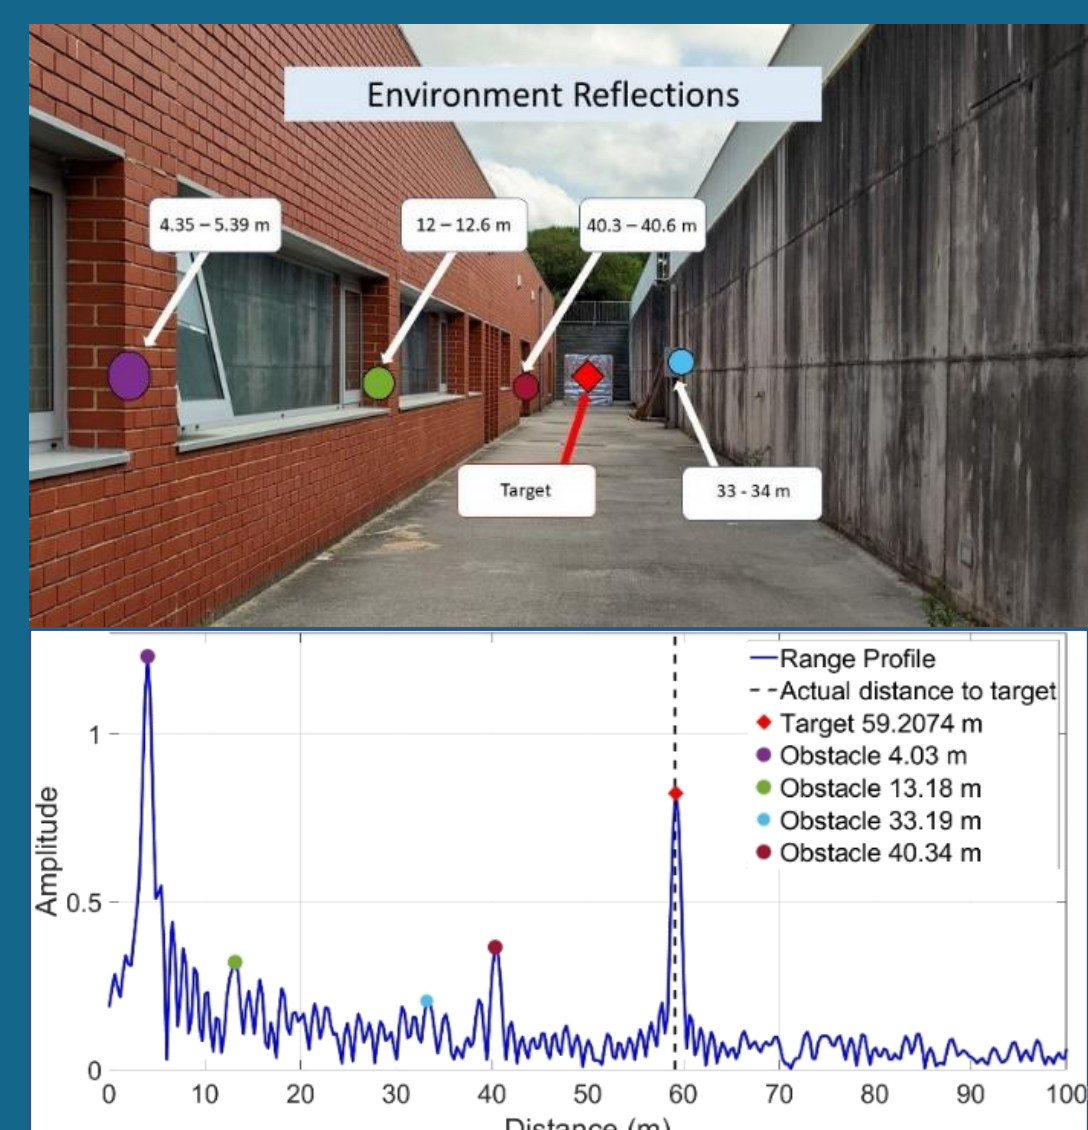 Environment Reflections
4.35 – 5.39 m
12 – 12.6 m
40.3 – 40.6 m
Target
33 - 34 m
Range Profile
Actual distance to target
Target 59.2074 m
Obstacle 4.03 m
Obstacle 13.18 m
Obstacle 33.19 m
Obstacle 40.34 m
Amplitude
1
0.5
0
0 10 20 30 40 50 60 70 80 90 100
Distance (m)